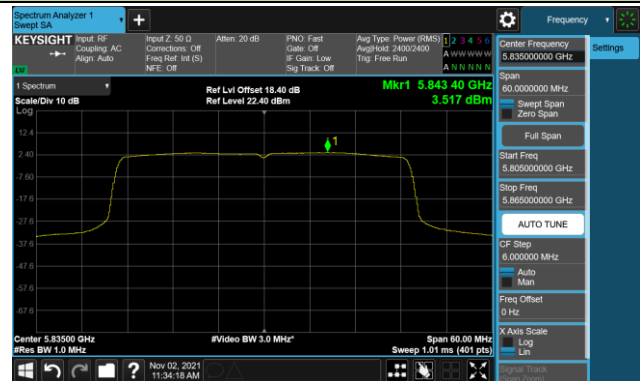 Spectrum Analyzer 1
Swept SA
Frequency
KEYSIGHT
Input: RF
Coupling: AC
Align: Auto
Input Z: 50 Ω
Corrections: Off
Freq Ref: Int (S)
NFE: Off
Atten: 20 dB
PNO: Fast
Gate: Off
IF Gain: Low
Sig Track: Off
Avg Type: Power (RMS)
Avg|Hold: 2400/2400
Trig: Free Run
1 2 3 4 5 6
A W W W W W
A N N N N N
Center Frequency
5.835000000 GHz
Settings
Span
60.0000000 MHz
Swept Span
Zero Span
Full Span
Start Freq
5.805000000 GHz
Stop Freq
5.865000000 GHz
AUTO TUNE
CF Step
6.000000 MHz
Auto
Man
Freq Offset
0 Hz
X Axis Scale
Log
Lin
Signal Track
(Span Zoom)
1 Spectrum
Scale/Div 10 dB
Log
Ref Lvl Offset 18.40 dB
Ref Level 22.40 dBm
Mkr1 5.843 40 GHz
3.517 dBm
12.4
2.40
-7.60
-17.6
-27.6
-37.6
-47.6
-57.6
-67.6
1
Center 5.83500 GHz
#Res BW 1.0 MHz
#Video BW 3.0 MHz*
Span 60.00 MHz
Sweep 1.01 ms (401 pts)
Nov 02, 2021
11:34:18 AM